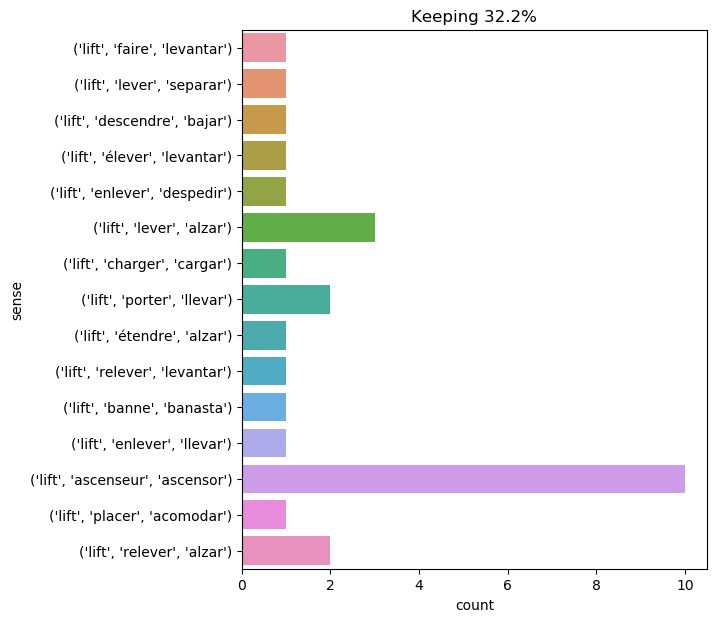 Keeping 32.2%
('lift', 'faire', 'levantar')
('lift', 'lever', 'separar')
('lift', 'descendre', 'bajar')
('lift', 'élever', 'levantar')
('lift', 'enlever', 'despedir')
('lift', 'lever', 'alzar')
('lift', 'charger', 'cargar')
('lift', 'porter', 'llevar')
('lift', 'étendre', 'alzar')
('lift', 'relever', 'levantar')
('lift', 'banne', 'banasta')
('lift', 'enlever', 'llevar')
('lift', 'ascenseur', 'ascensor')
('lift', 'placer', 'acomodar')
('lift', 'relever', 'alzar')
sense
0 2 4 6 8 10
count